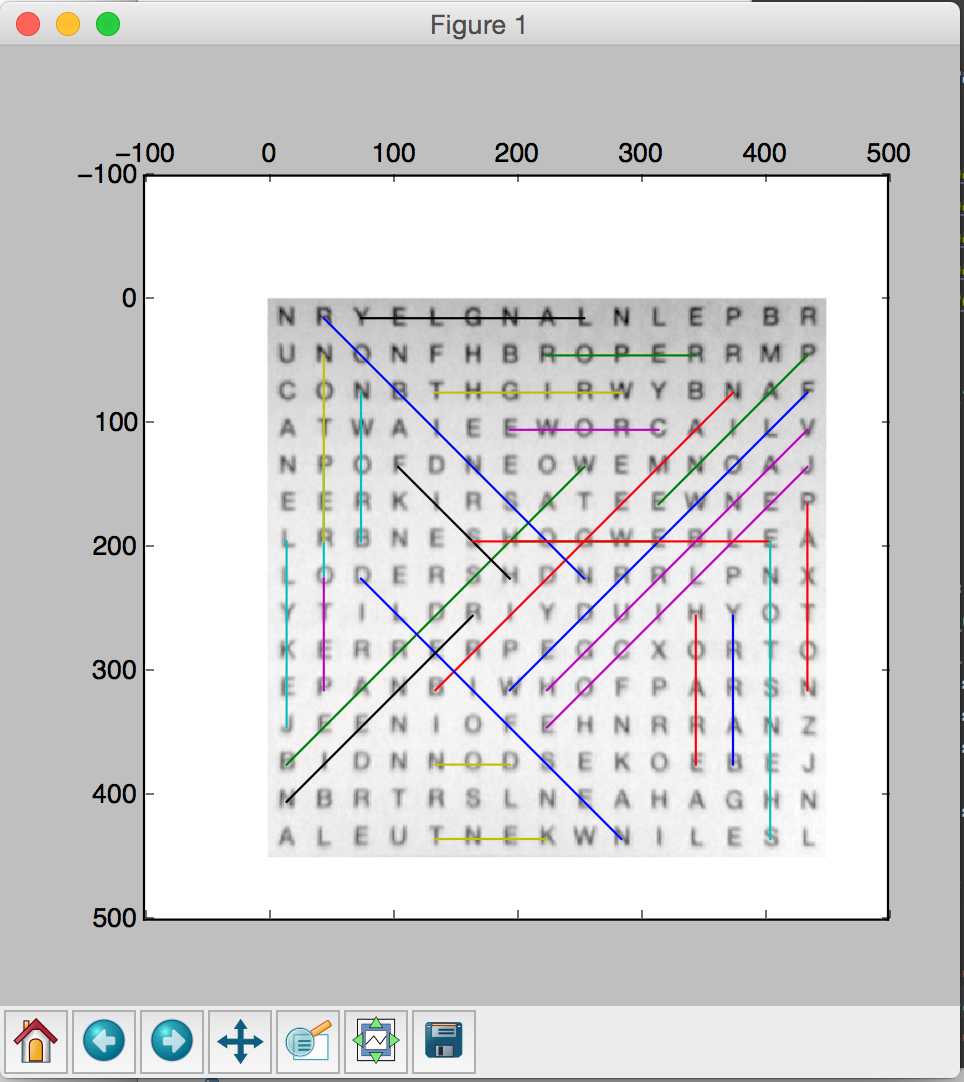 Figure 1
−100 0 100 200 300 400 500
−100
0
100
200
300
400
500
N R Y E L G N A L N L E P B R
U N O N F H B R O P E R R M P
C O N B T H G I R W Y B N A F
A T W A I E E W O R C A I L V
N P O F D N E O W E M N O A J
E E R K I R S A T E E W N E P
L R B N E S H O G W E B L E A
L O D E R S H D N R R L P N X
Y T I L D R I Y D U I H Y O T
K E R R E R P E G C X O R T O
E P A N B I W H O F P A R S N
J E E N I O F E H N R R A N Z
B I D N N O D S E K O E B E J
N B R T R S L N E A H A G H N
A L E U T N E K W N I L E S L